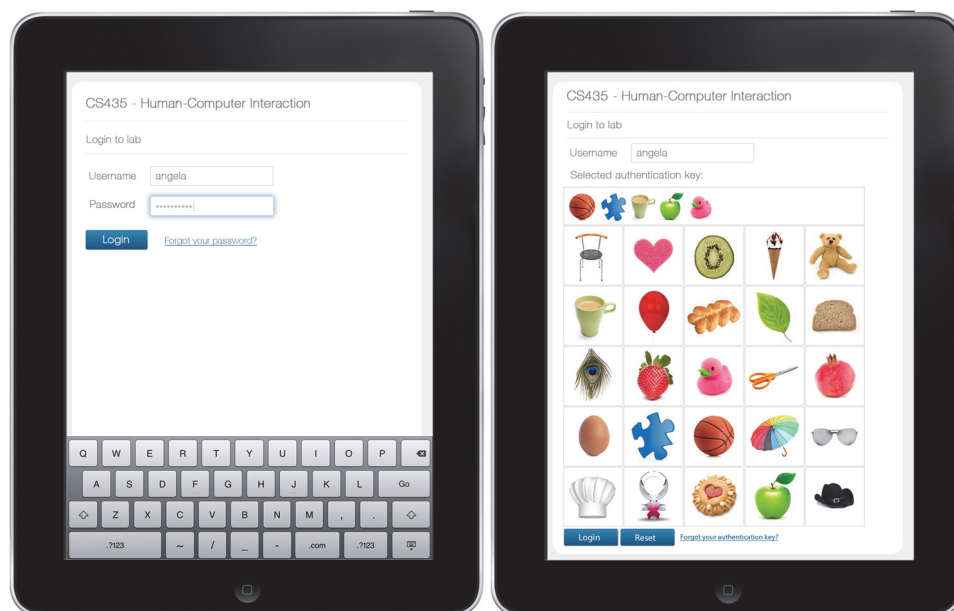 CS435 - Human-Computer Interaction
Login to lab
Username angela
Password **********
Login Forgot your password?
Q W E R T Y U I O P
A S D F G H J K L Go
Z X C V B N M , .
.?123 ~ / _ - .com .?123
CS435 - Human-Computer Interaction
Login to lab
Username angela
Selected authentication key:
Login Reset Forgot your authentication key?